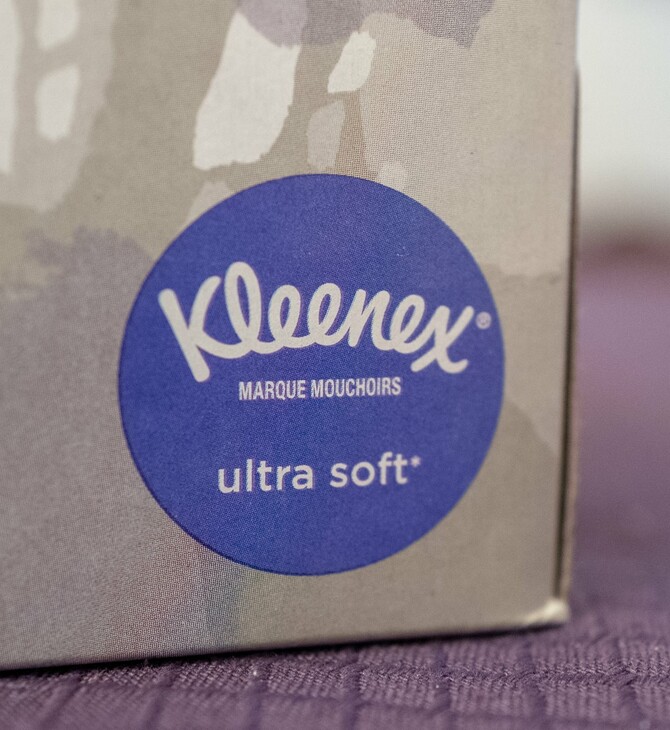 Kleenex®
MARQUE MOUCHOIRS
ultra soft*